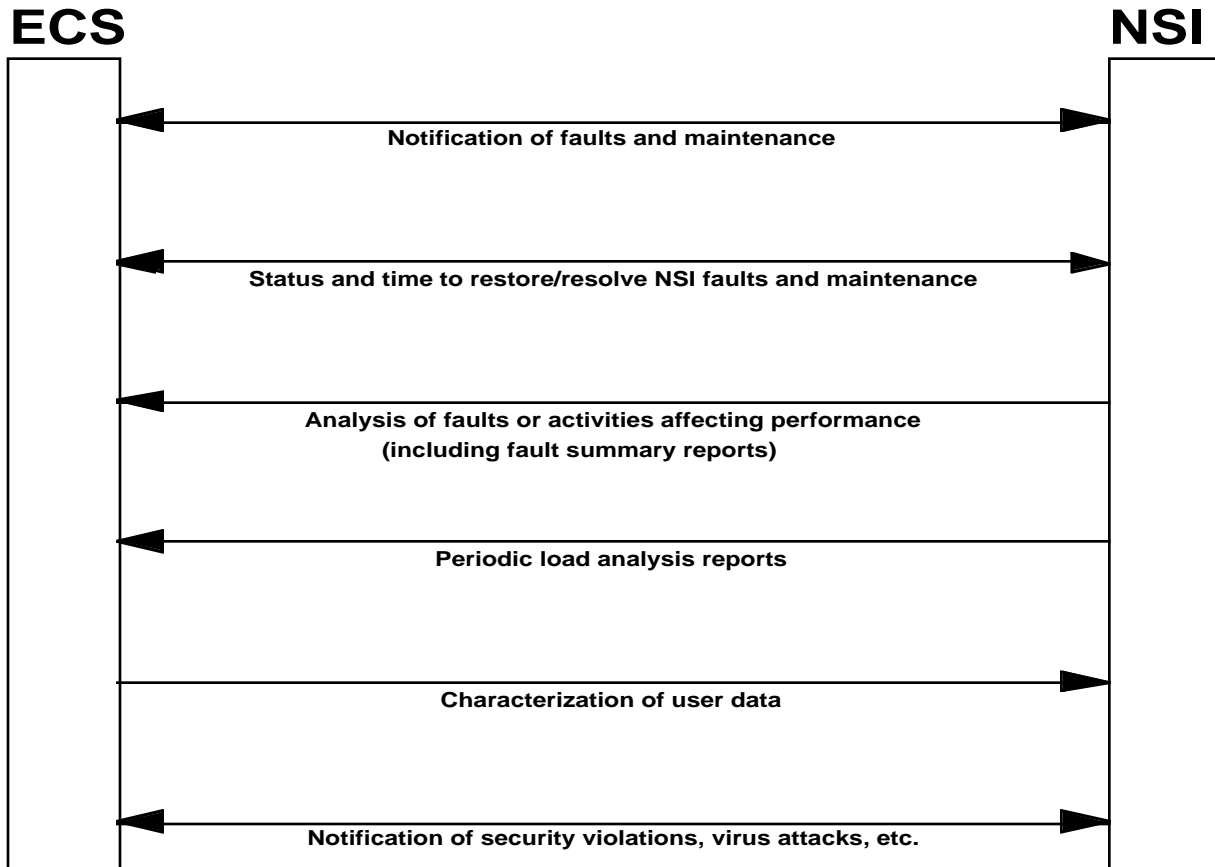 ECS
NSI
Notification of faults and maintenance
Status and time to restore/resolve NSI faults and maintenance
Analysis of faults or activities affecting performance
(including fault summary reports)
Periodic load analysis reports
Characterization of user data
Notification of security violations, virus attacks, etc.